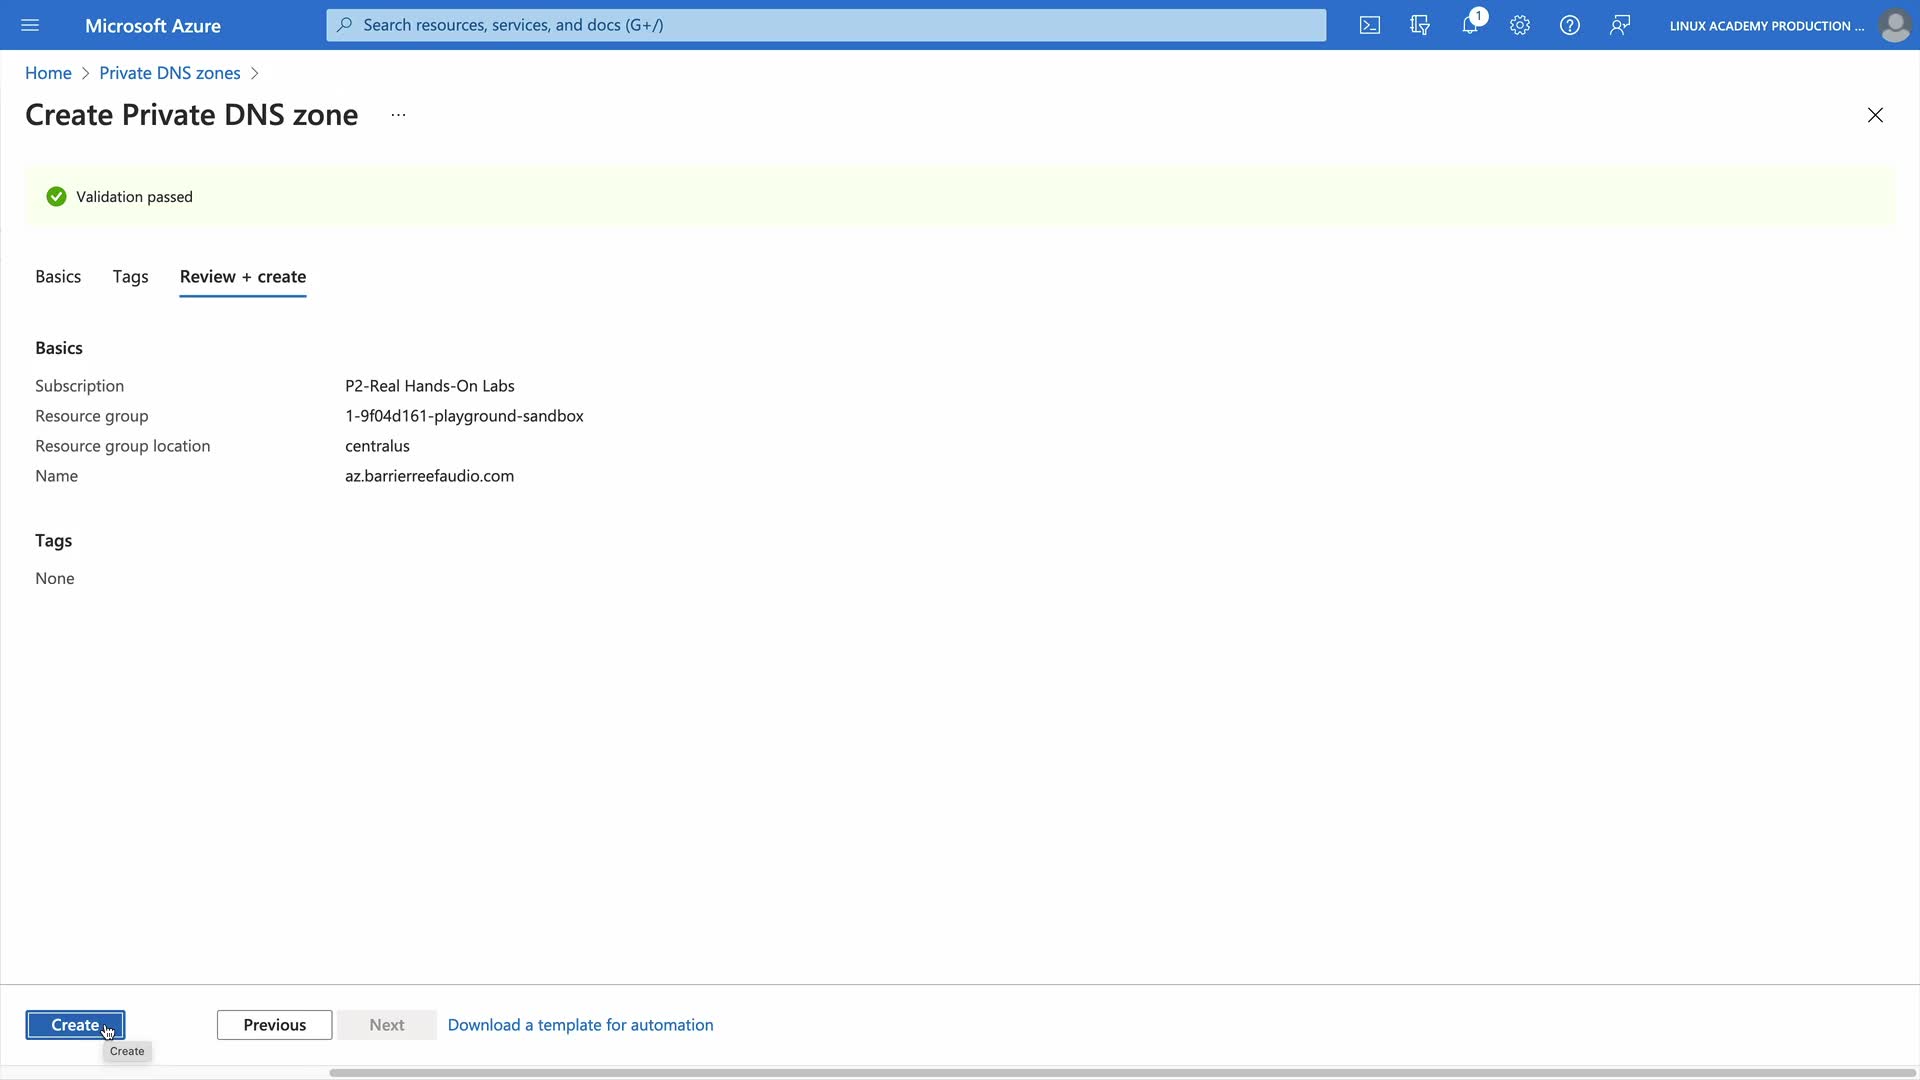 Microsoft Azure
Search resources, services, and docs (G+/)
1
LINUX ACADEMY PRODUCTION ...
Home > Private DNS zones >
Create Private DNS zone ...
Validation passed
Basics Tags Review + create
Basics
Subscription P2-Real Hands-On Labs
Resource group 1-9f04d161-playground-sandbox
Resource group location centralus
Name az.barrierreefaudio.com
Tags
None
Create Previous Next Download a template for automation
Create